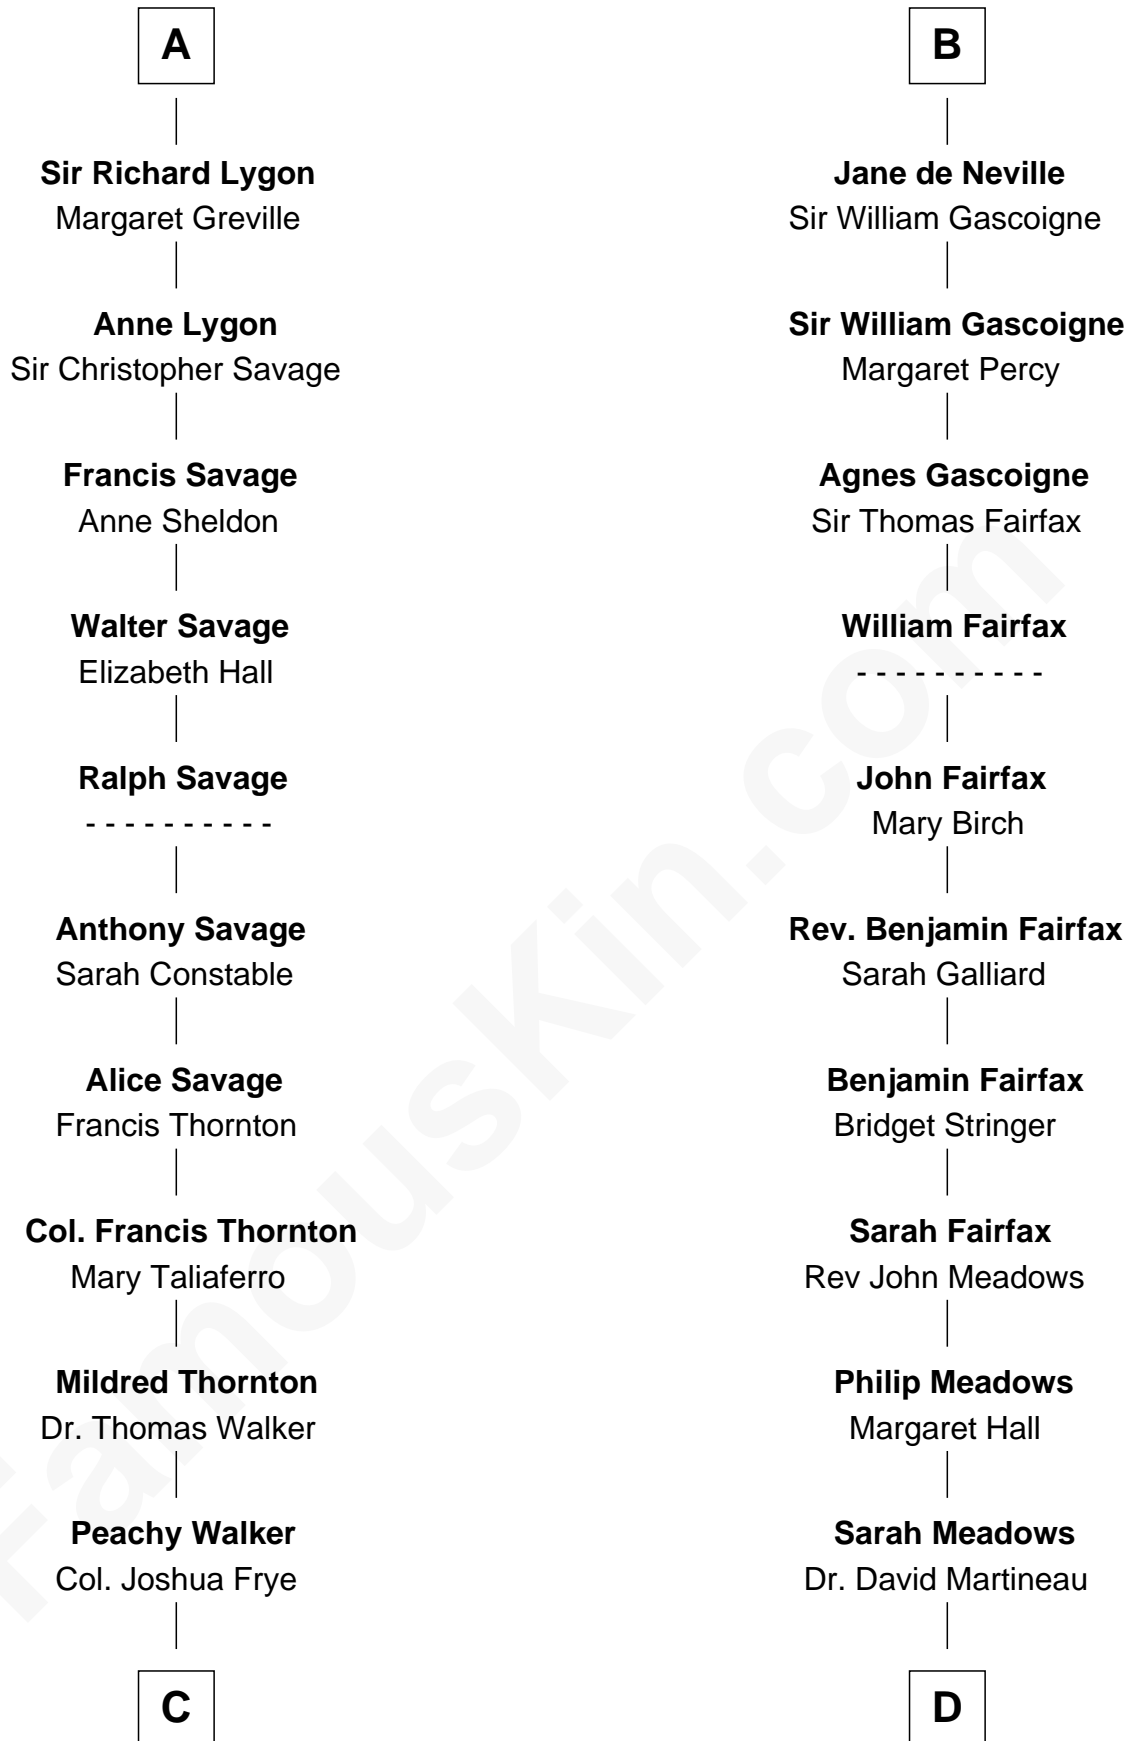 A
Sir Richard Lygon
Margaret Greville
Anne Lygon
Sir Christopher Savage
Francis Savage
Anne Sheldon
Walter Savage
Elizabeth Hall
Ralph Savage
- - - - - - - - - -
Anthony Savage
Sarah Constable
Alice Savage
Francis Thornton
Col. Francis Thornton
Mary Taliaferro
Mildred Thornton
Dr. Thomas Walker
Peachy Walker
Col. Joshua Frye
C
B
Jane de Neville
Sir William Gascoigne
Sir William Gascoigne
Margaret Percy
Agnes Gascoigne
Sir Thomas Fairfax
William Fairfax
- - - - - - - - - -
John Fairfax
Mary Birch
Rev. Benjamin Fairfax
Sarah Galliard
Benjamin Fairfax
Bridget Stringer
Sarah Fairfax
Rev John Meadows
Philip Meadows
Margaret Hall
Sarah Meadows
Dr. David Martineau
D
FamousKin.com